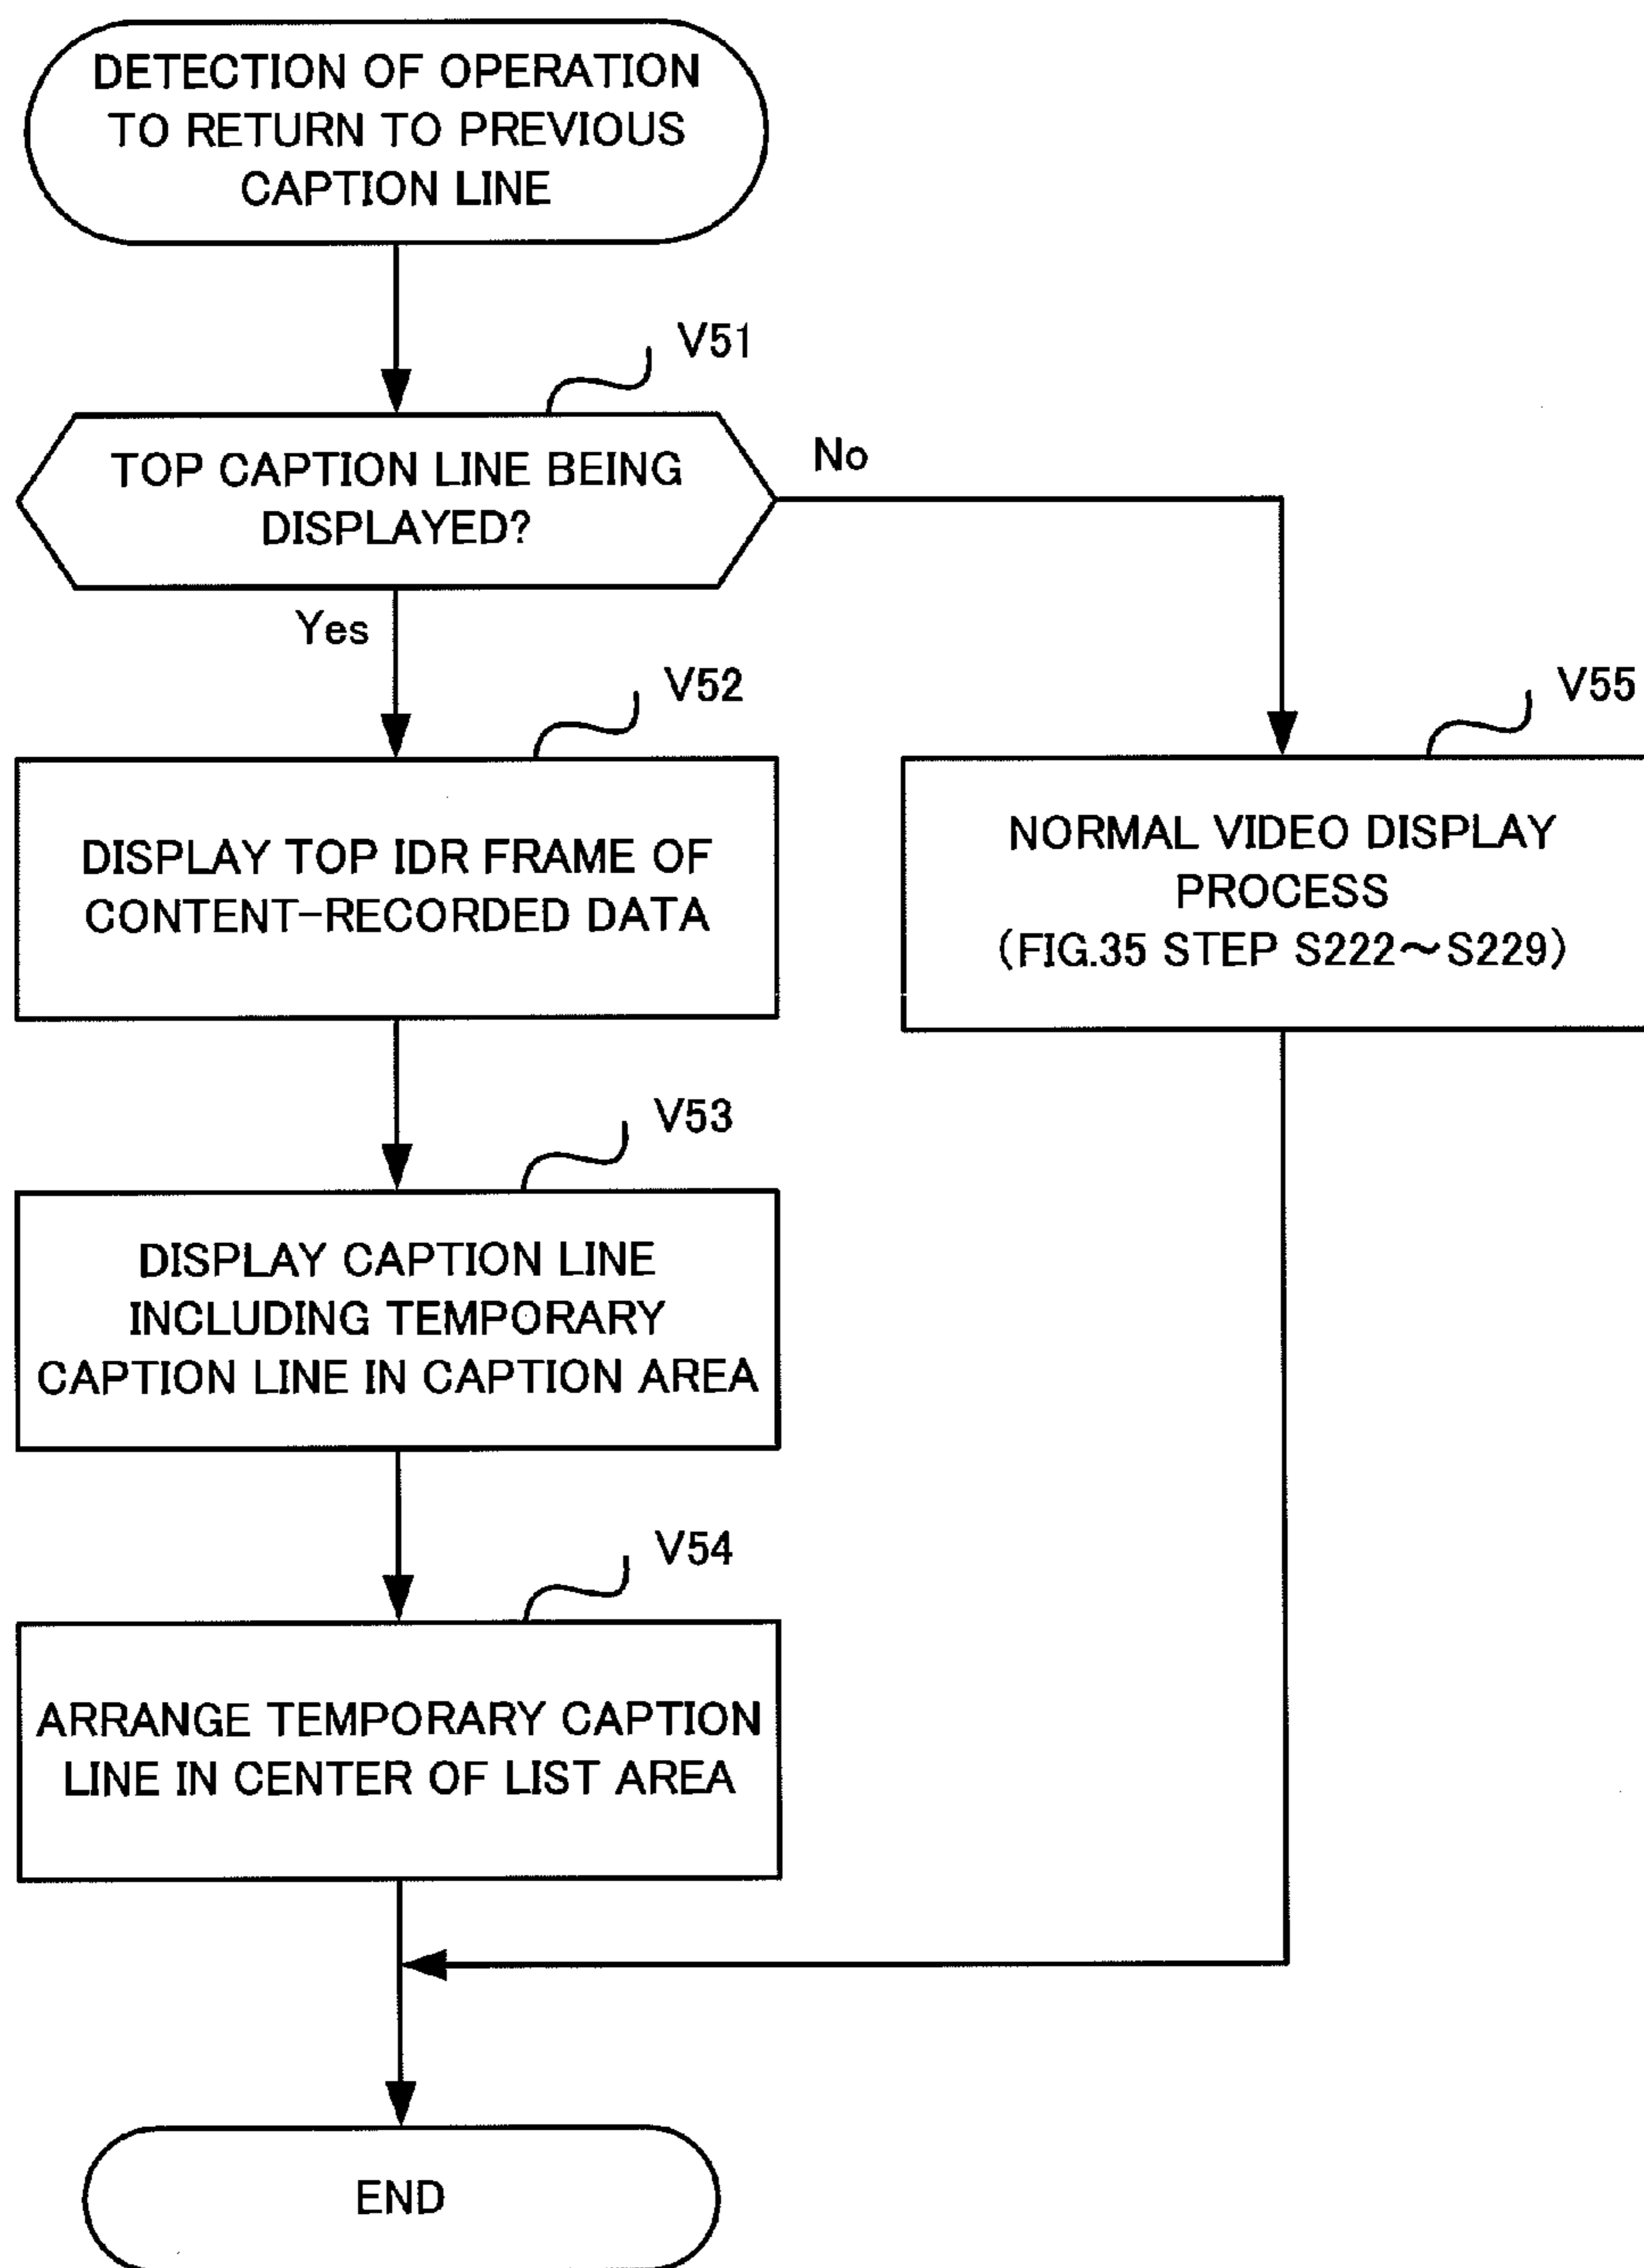 DETECTION OF OPERATION
TO RETURN TO PREVIOUS
CAPTION LINE
V51
TOP CAPTION LINE BEING
DISPLAYED?
No
Yes
V52
DISPLAY TOP IDR FRAME OF
CONTENT-RECORDED DATA
V55
NORMAL VIDEO DISPLAY
PROCESS
(FIG.35 STEP S222～S229)
V53
DISPLAY CAPTION LINE
INCLUDING TEMPORARY
CAPTION LINE IN CAPTION AREA
V54
ARRANGE TEMPORARY CAPTION
LINE IN CENTER OF LIST AREA
END